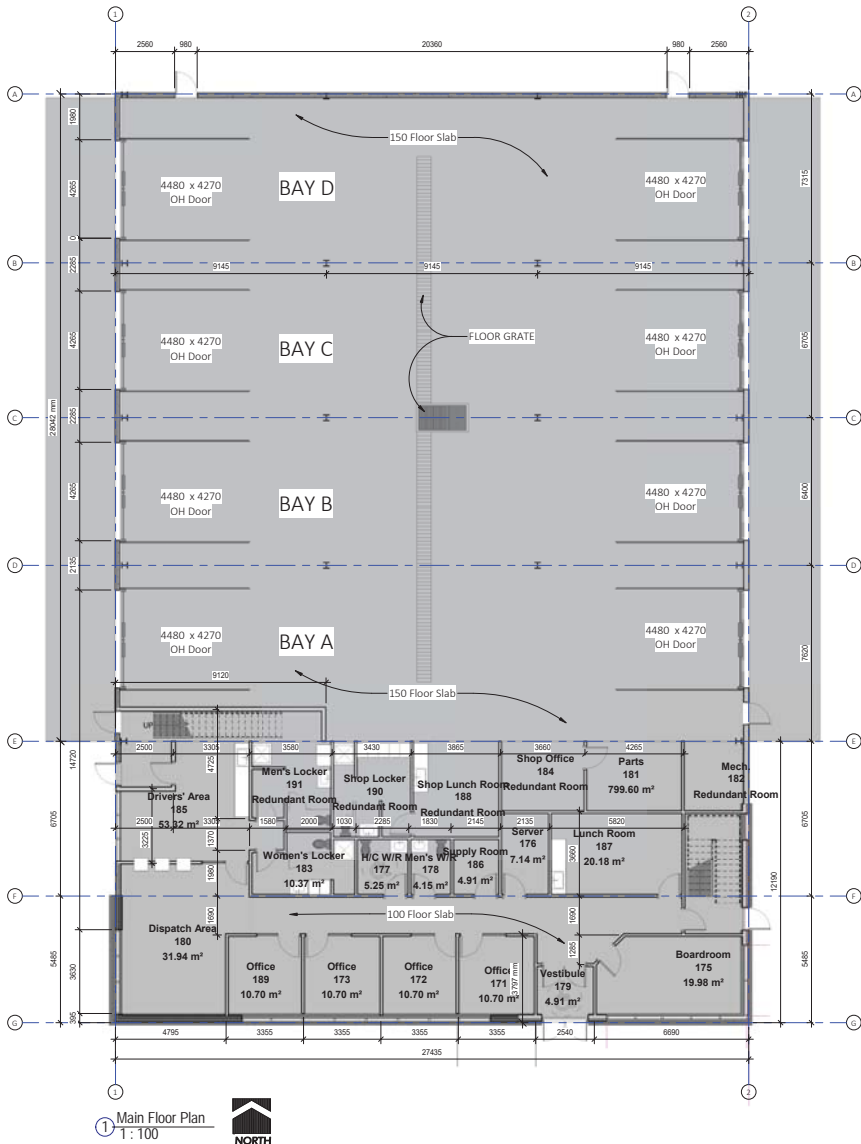 1
2
2560
980
20360
980
2560
A
A
1980
150 Floor Slab
4265
4480 x 4270
OH Door
BAY D
4480 x 4270
OH Door
7315
0
B
B
2285
9145
9145
9145
4265
FLOOR GRATE
4480 x 4270
OH Door
BAY C
4480 x 4270
OH Door
6705
28042 mm
C
C
2285
4265
4480 x 4270
OH Door
BAY B
4480 x 4270
OH Door
6400
D
D
2135
4480 x 4270
OH Door
BAY A
4480 x 4270
OH Door
7620
9120
150 Floor Slab
UP
E
E
14720
2500
3305
3580
3430
3865
3660
4265
4725
Men's Locker
191
Redundant Room
Shop Locker
190
Redundant Room
Shop Lunch Room
188
Redundant Room
Shop Office
184
Redundant Room
Parts
181
799.60 m²
Mech.
182
Redundant Room
Drivers' Area
185
53.32 m²
6705
2500
3305
1580
2000
1030
2285
1830
2145
2135
5820
3225
1370
1980
3660
Women's Locker
183
10.37 m²
H/C W/R
177
5.25 m²
Men's W/R
178
4.15 m²
Supply Room
186
4.91 m²
Server
176
7.14 m²
Lunch Room
187
20.18 m²
12190
F
F
1690
100 Floor Slab
1690
1285
Dispatch Area
180
31.94 m²
5485
3630
395
Office
189
10.70 m²
Office
173
10.70 m²
Office
172
10.70 m²
Office
171
10.70 m²
3797 mm
Vestibule
179
4.91 m²
Boardroom
175
19.98 m²
5485
G
G
4795
3355
3355
3355
3355
2540
6690
27435
1
2
1
Main Floor Plan
1 : 100
NORTH